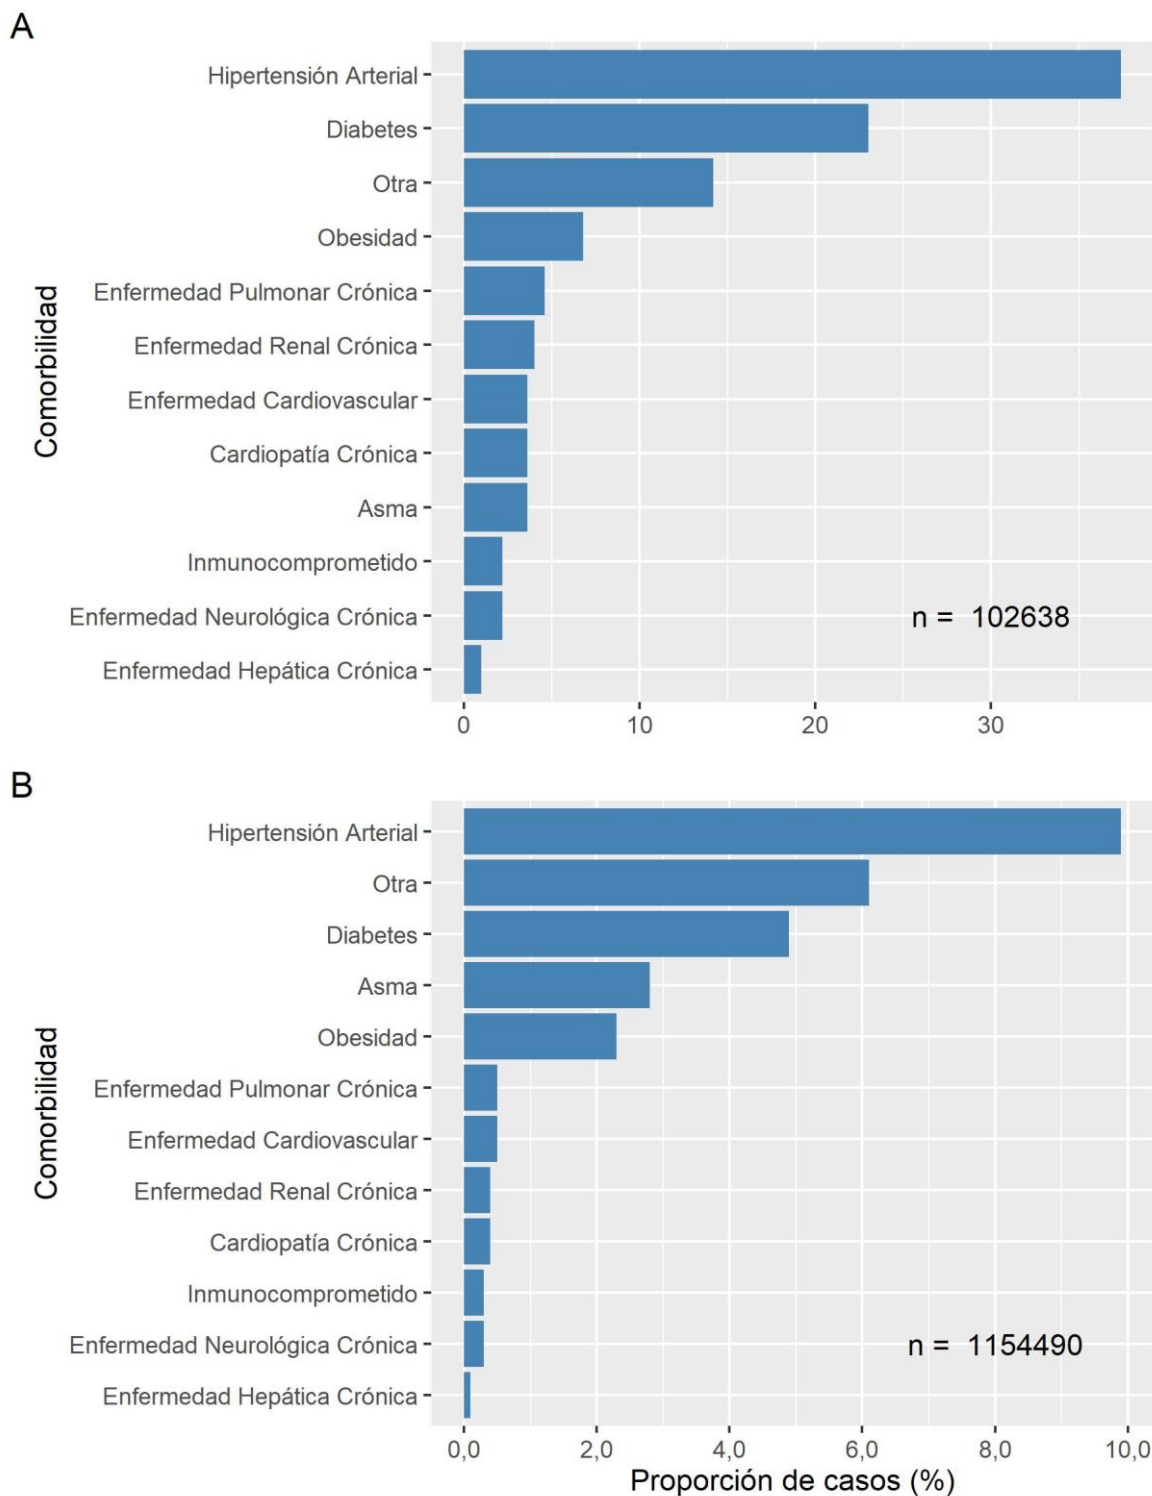 A
Hipertensión Arterial
Diabetes
Otra
Obesidad
Enfermedad Pulmonar Crónica
Enfermedad Renal Crónica
Enfermedad Cardiovascular
Cardiopatía Crónica
Asma
Inmunocomprometido
Enfermedad Neurológica Crónica
Enfermedad Hepática Crónica
Comorbilidad
n = 102638
0 10 20 30
B
Hipertensión Arterial
Otra
Diabetes
Asma
Obesidad
Enfermedad Pulmonar Crónica
Enfermedad Cardiovascular
Enfermedad Renal Crónica
Cardiopatía Crónica
Inmunocomprometido
Enfermedad Neurológica Crónica
Enfermedad Hepática Crónica
Comorbilidad
n = 1154490
0,0 2,0 4,0 6,0 8,0 10,0
Proporción de casos (%)